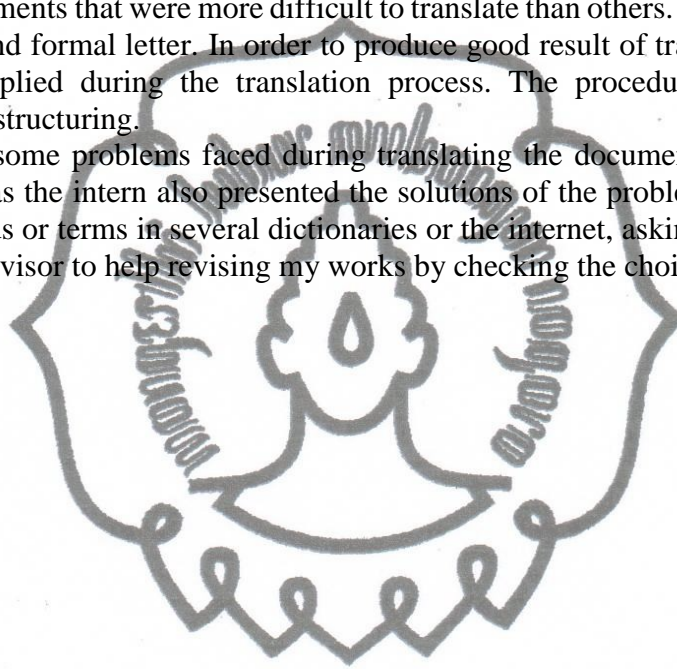 ments that were more difficult to translate than others.
nd formal letter. In order to produce good result of tra
plied during the translation process. The procedu
structuring.
some problems faced during translating the documen
as the intern also presented the solutions of the proble
ds or terms in several dictionaries or the internet, askin
visor to help revising my works by checking the choi